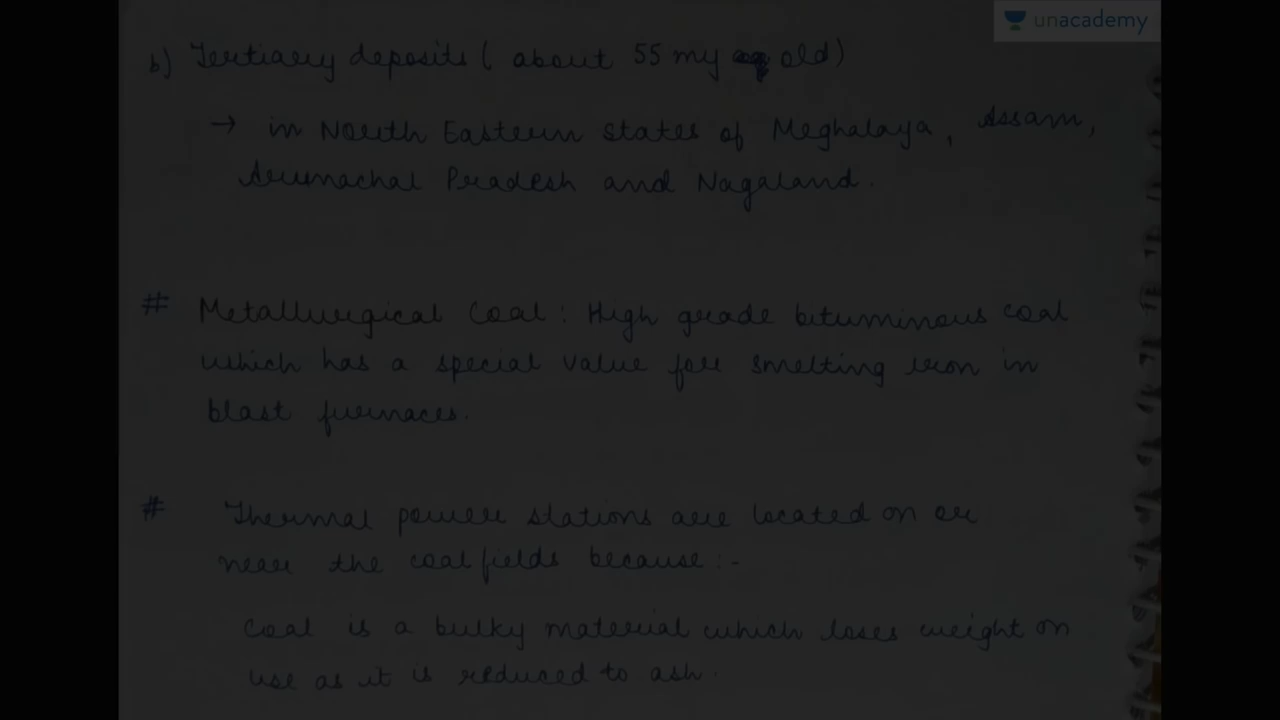 unacademy
b) Tertiary deposits ( about 55 my old)
→ in North Eastern states of Meghalaya, Assam,
Arunachal Pradesh and Nagaland.
# Metallurgical Coal : High grade bituminous coal
which has a special value for smelting iron in
blast furnaces.
# Thermal power stations are located on or
near the coal fields because :-
Coal is a bulky material which loses weight on
use as it is reduced to ash.